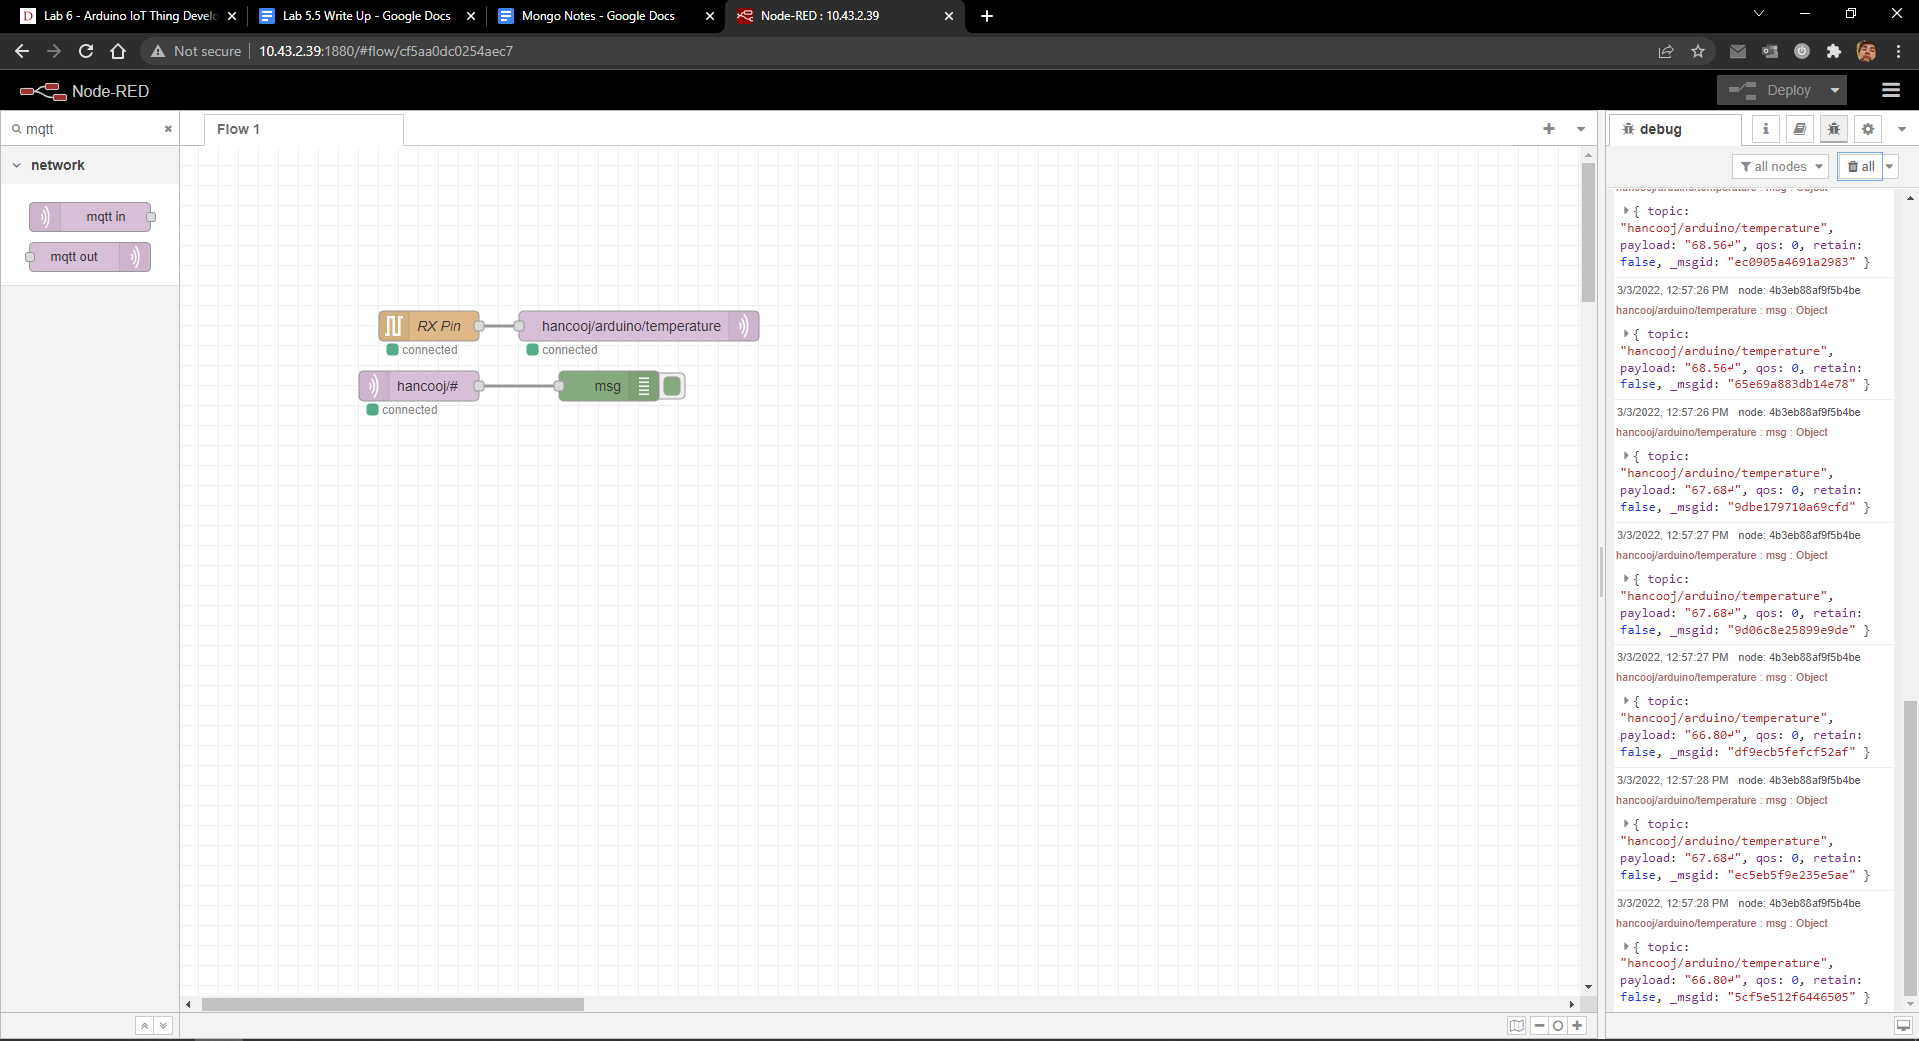 Lab 6 - Arduino IoT Thing Develo
Lab 5.5 Write Up - Google Docs
Mongo Notes - Google Docs
Node-RED : 10.43.2.39
Not secure
10.43.2.39:1880/#flow/cf5aa0dc0254aec7
Node-RED
Deploy
mqtt
network
mqtt in
mqtt out
Flow 1
RX Pin
connected
hancooj/arduino/temperature
connected
hancooj/#
connected
msg
debug
all nodes
all
hancooj/arduino/temperature : msg : Object
{ topic:
"hancooj/arduino/temperature",
payload: "68.56↵", qos: 0, retain:
false, _msgid: "ec0905a4691a2983" }
3/3/2022, 12:57:26 PM node: 4b3eb88af9f5b4be
hancooj/arduino/temperature : msg : Object
{ topic:
"hancooj/arduino/temperature",
payload: "68.56↵", qos: 0, retain:
false, _msgid: "65e69a883db14e78" }
3/3/2022, 12:57:26 PM node: 4b3eb88af9f5b4be
hancooj/arduino/temperature : msg : Object
{ topic:
"hancooj/arduino/temperature",
payload: "67.68↵", qos: 0, retain:
false, _msgid: "9dbe179710a69cfd" }
3/3/2022, 12:57:27 PM node: 4b3eb88af9f5b4be
hancooj/arduino/temperature : msg : Object
{ topic:
"hancooj/arduino/temperature",
payload: "67.68↵", qos: 0, retain:
false, _msgid: "9d06c8e25899e9de" }
3/3/2022, 12:57:27 PM node: 4b3eb88af9f5b4be
hancooj/arduino/temperature : msg : Object
{ topic:
"hancooj/arduino/temperature",
payload: "66.80↵", qos: 0, retain:
false, _msgid: "df9ecb5fefcf52af" }
3/3/2022, 12:57:28 PM node: 4b3eb88af9f5b4be
hancooj/arduino/temperature : msg : Object
{ topic:
"hancooj/arduino/temperature",
payload: "67.68↵", qos: 0, retain:
false, _msgid: "ec5eb5f9e235e5ae" }
3/3/2022, 12:57:28 PM node: 4b3eb88af9f5b4be
hancooj/arduino/temperature : msg : Object
{ topic:
"hancooj/arduino/temperature",
payload: "66.80↵", qos: 0, retain:
false, _msgid: "5cf5e512f6446505" }